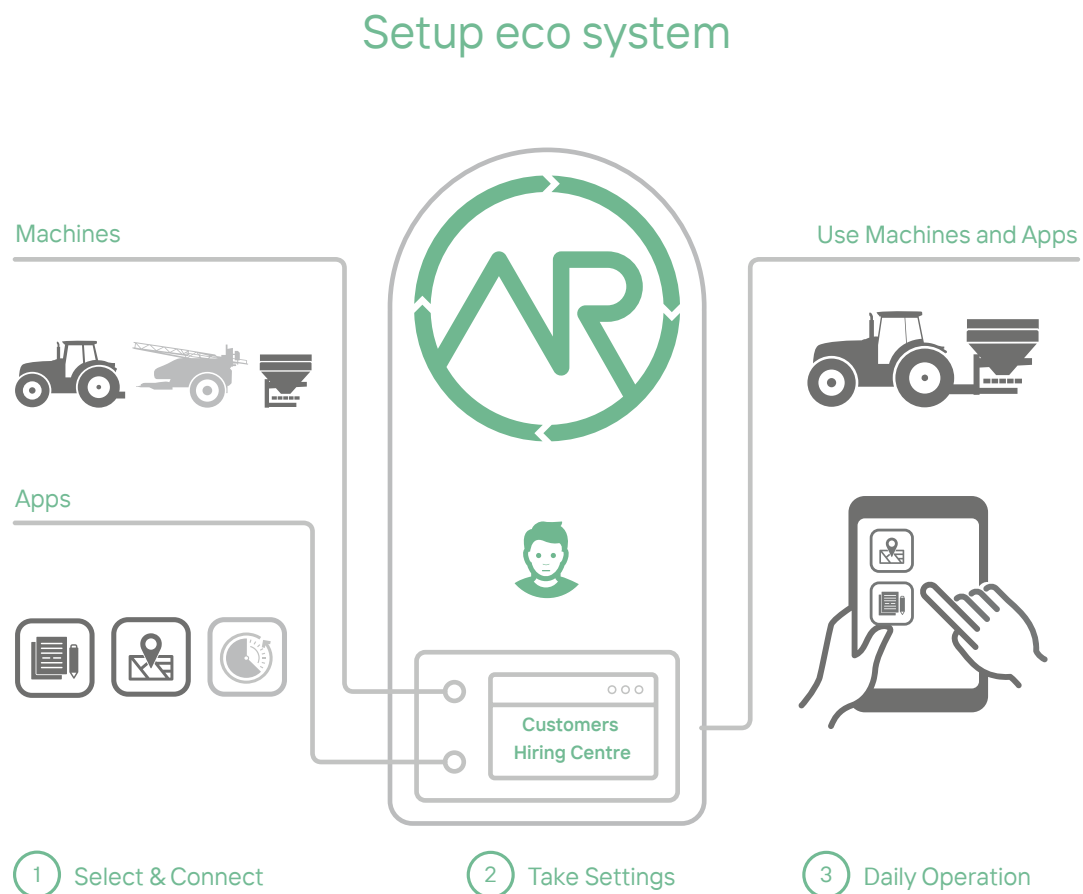 Setup eco system
Machines
Use Machines and Apps
AR
Apps
Customers
Hiring Centre
1 Select & Connect
2 Take Settings
3 Daily Operation